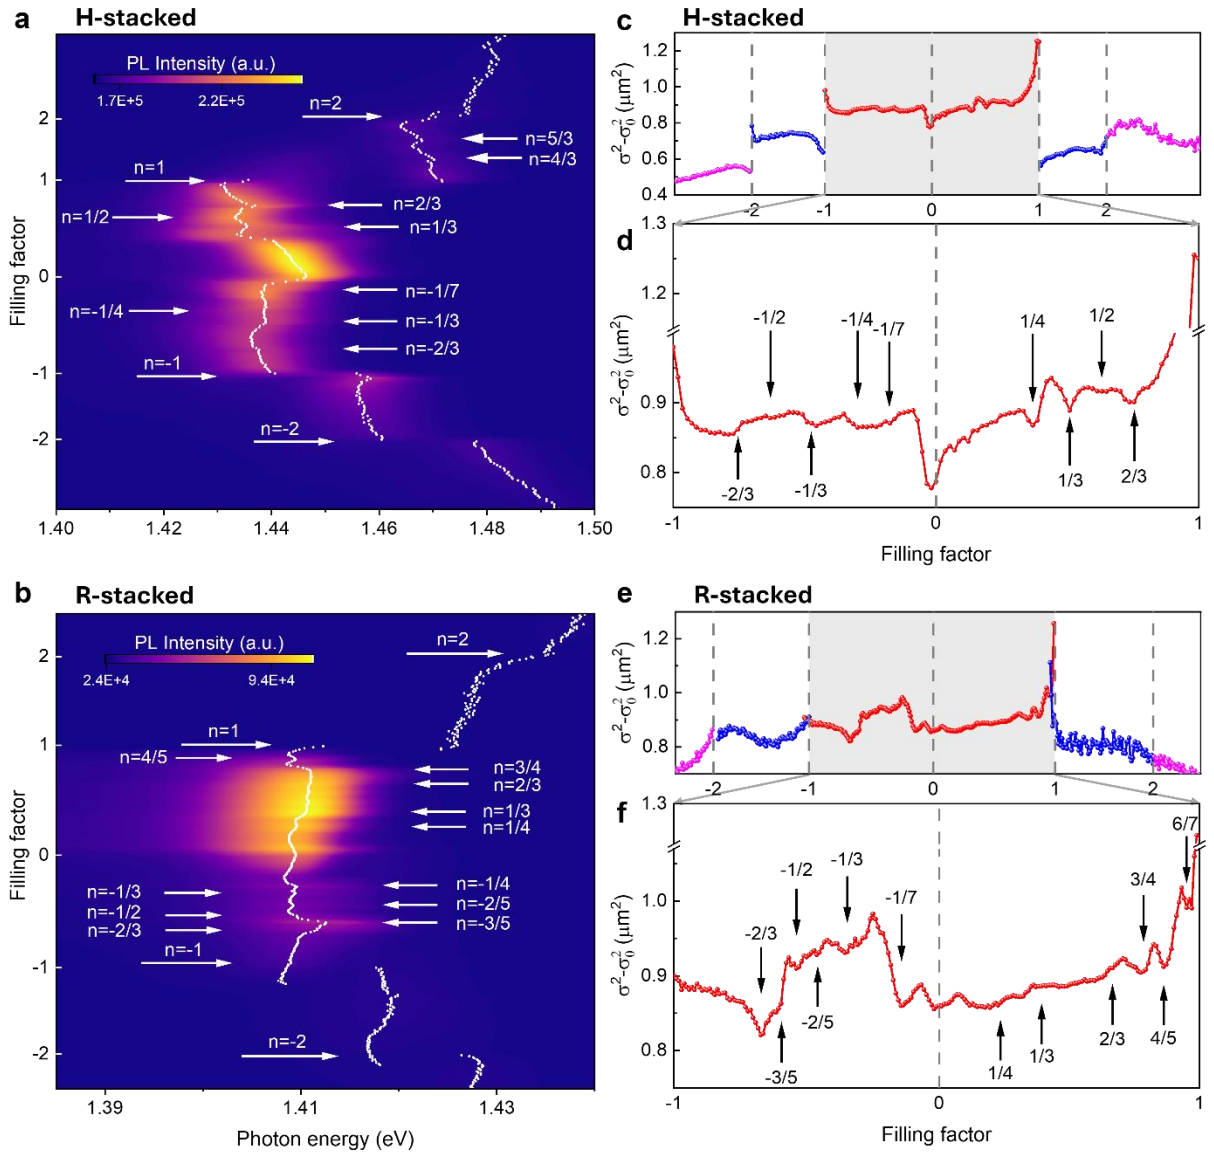 a H-stacked
PL Intensity (a.u.)
1.7E+5 2.2E+5
n=2
n=5/3
n=4/3
n=1
n=2/3
n=1/2
n=1/3
n=-1/7
n=-1/4
n=-1/3
n=-2/3
n=-1
n=-2
2
1
0
-1
-2
Filling factor
1.40 1.42 1.44 1.46 1.48 1.50
b R-stacked
PL Intensity (a.u.)
2.4E+4 9.4E+4
n=2
n=1
n=4/5
n=3/4
n=2/3
n=1/3
n=1/4
n=-1/4
n=-1/3
n=-2/5
n=-1/2
n=-3/5
n=-2/3
n=-1
n=-2
2
1
0
-1
-2
Filling factor
1.39 1.41 1.43
Photon energy (eV)
c H-stacked
1.2
1.0
0.8
0.6
0.4
σ²-σ₀² (μm²)
-2 -1 0 1 2
d
1.3
1.2
0.9
0.8
σ²-σ₀² (μm²)
-1/2 -1/4 -1/7 1/4 1/2
-2/3 -1/3 1/3 2/3
-1 0 1
Filling factor
e R-stacked
1.2
1.0
0.8
σ²-σ₀² (μm²)
-2 -1 0 1 2
f
1.3
1.0
0.9
0.8
σ²-σ₀² (μm²)
6/7
-1/3
-1/2
3/4
-1/7
-2/3
-2/5
2/3 4/5
1/3
-3/5 1/4
-1 0 1
Filling factor